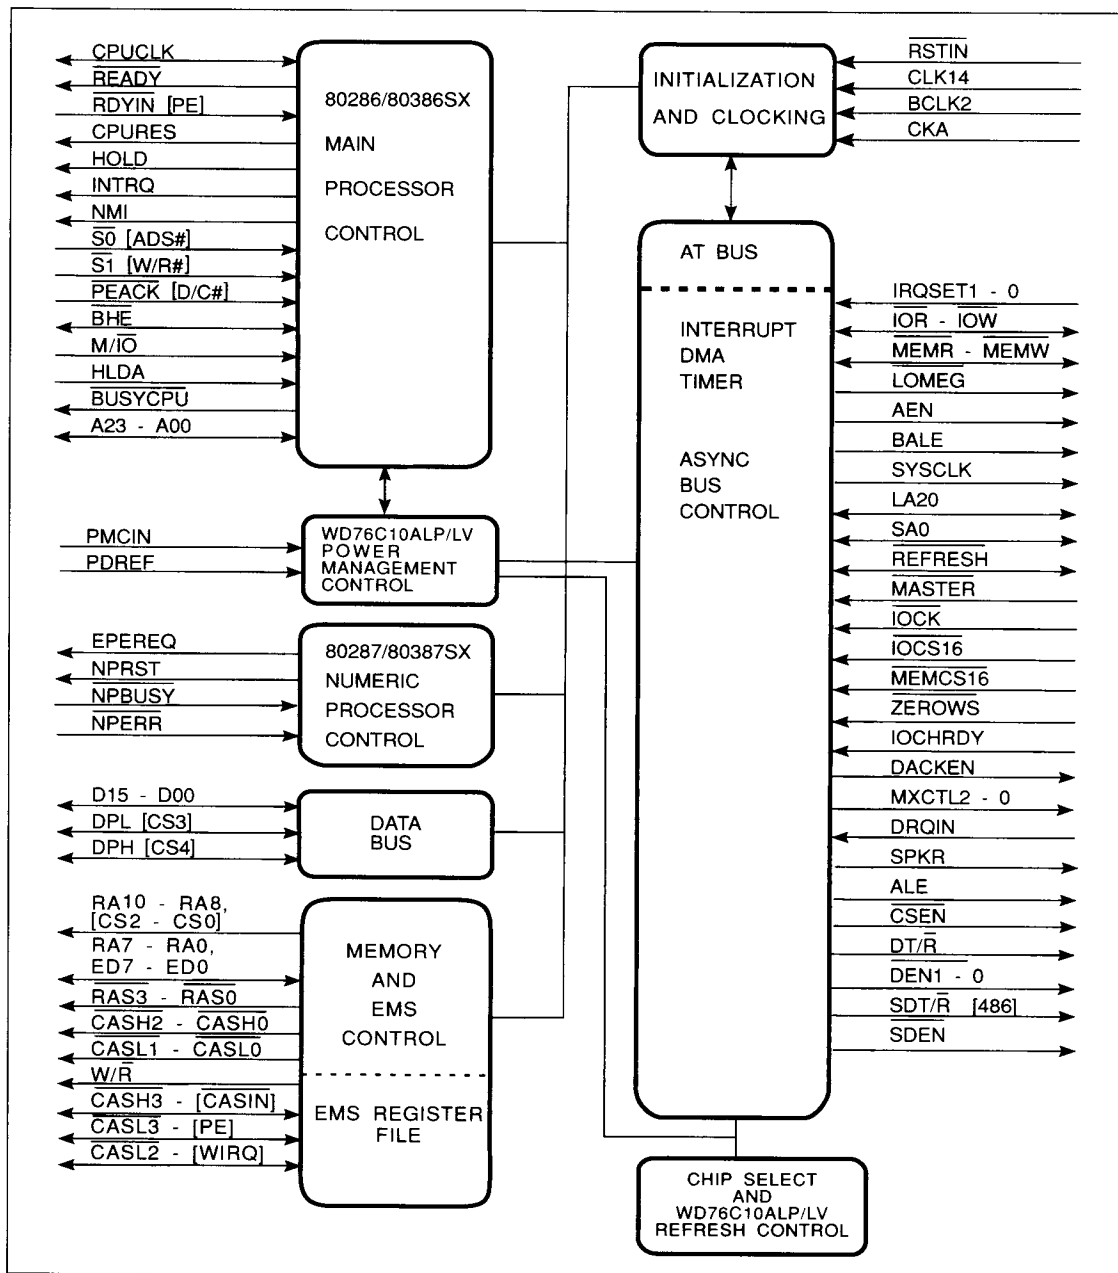 CPUCLK
READY
RDYIN [PE]
CPURES
HOLD
INTRQ
NMI
S0 [ADS#]
S1 [W/R#]
PEACK [D/C#]
BHE
M/IO
HLDA
BUSYCPU
A23 - A00
80286/80386SX
MAIN
PROCESSOR
CONTROL
PMCIN
PDREF
WD76C10ALP/LV
POWER
MANAGEMENT
CONTROL
EPEREQ
NPRST
NPBUSY
NPERR
80287/80387SX
NUMERIC
PROCESSOR
CONTROL
D15 - D00
DPL [CS3]
DPH [CS4]
DATA
BUS
RA10 - RA8,
[CS2 - CS0]
RA7 - RA0,
ED7 - ED0
RAS3 - RAS0
CASH2 - CASH0
CASL1 - CASL0
W/R
CASH3 - [CASIN]
CASL3 - [PE]
CASL2 - [WIRQ]
MEMORY
AND
EMS
CONTROL
EMS REGISTER
FILE
INITIALIZATION
AND CLOCKING
RSTIN
CLK14
BCLK2
CKA
AT BUS
INTERRUPT
DMA
TIMER
ASYNC
BUS
CONTROL
IRQSET1 - 0
IOR - IOW
MEMR - MEMW
LOMEG
AEN
BALE
SYSCLK
LA20
SA0
REFRESH
MASTER
IOCK
IOCS16
MEMCS16
ZEROWS
IOCHRDY
DACKEN
MXCTL2 - 0
DRQIN
SPKR
ALE
CSEN
DT/R
DEN1 - 0
SDT/R [486]
SDEN
CHIP SELECT
AND
WD76C10ALP/LV
REFRESH CONTROL